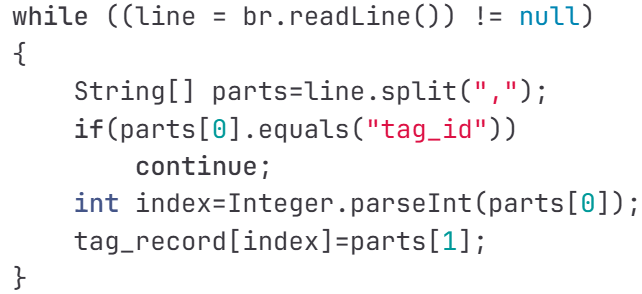 while ((line = br.readLine()) != null)
{
    String[] parts=line.split(",");
    if(parts[0].equals("tag_id"))
        continue;
    int index=Integer.parseInt(parts[0]);
    tag_record[index]=parts[1];
}